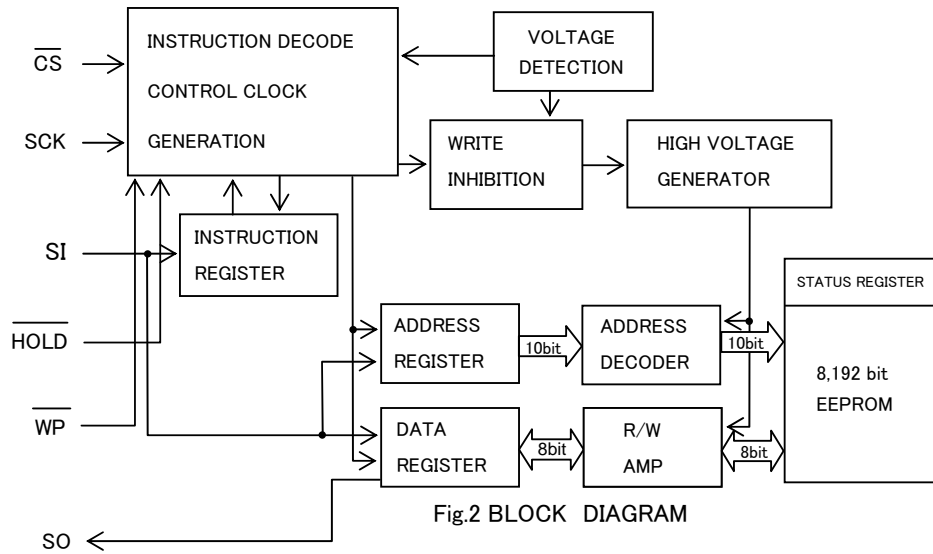 INSTRUCTION DECODE
CONTROL CLOCK
GENERATION
VOLTAGE
DETECTION
CS
SCK
WRITE
INHIBITION
HIGH VOLTAGE
GENERATOR
SI
INSTRUCTION
REGISTER
STATUS REGISTER
HOLD
ADDRESS
REGISTER
10bit
ADDRESS
DECODER
10bit
8,192 bit
EEPROM
WP
DATA
REGISTER
8bit
R/W
AMP
8bit
Fig.2 BLOCK DIAGRAM
SO